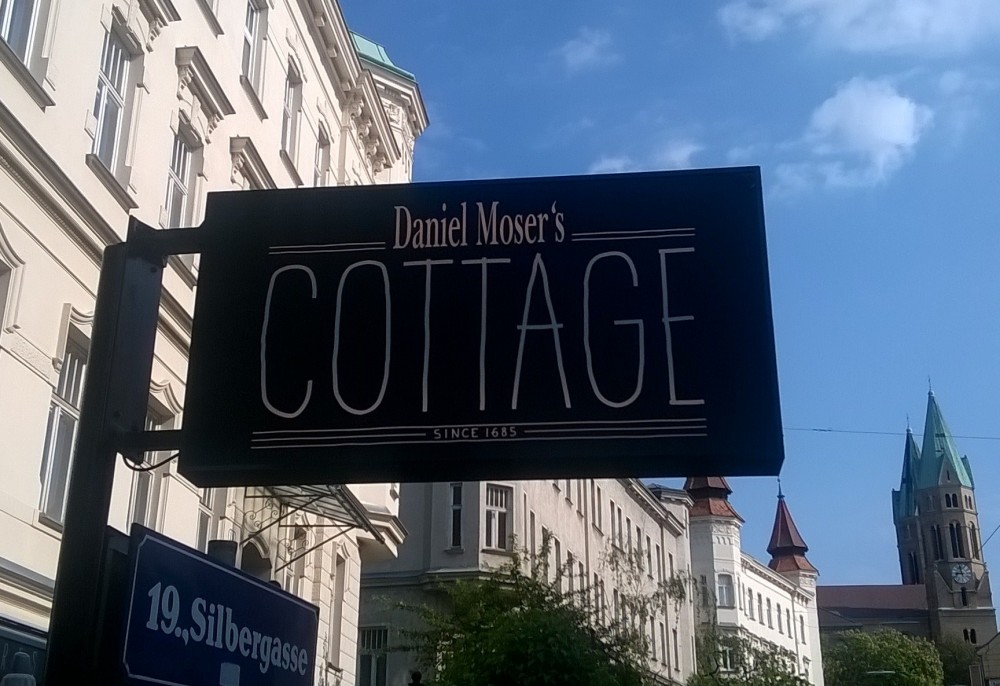 Daniel Moser‘s
COTTAGE
SINCE 1685
19.,Silbergasse